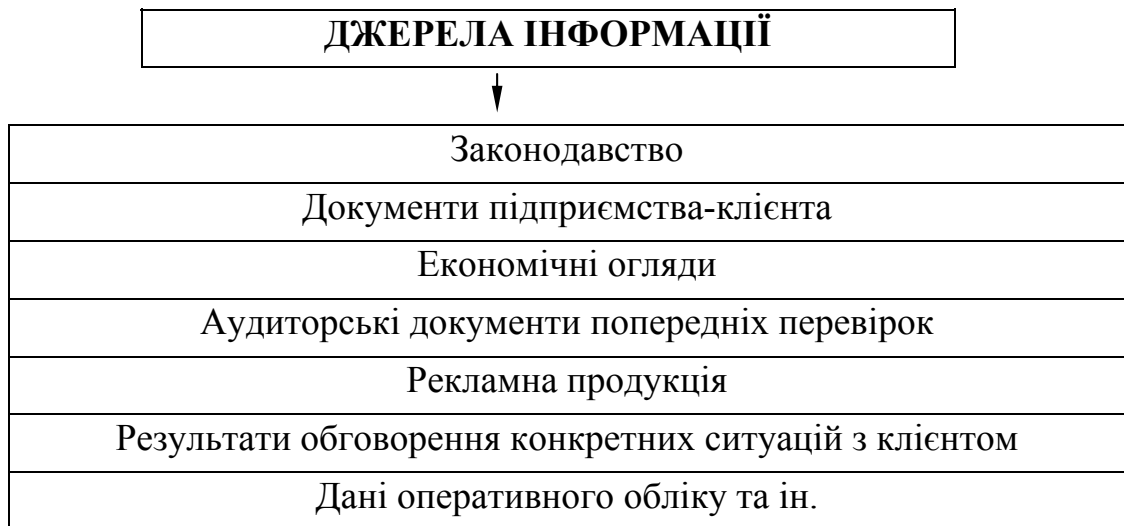 ДЖЕРЕЛА ІНФОРМАЦІЇ
Законодавство
Документи підприємства-клієнта
Економічні огляди
Аудиторські документи попередніх перевірок
Рекламна продукція
Результати обговорення конкретних ситуацій з клієнтом
Дані оперативного обліку та ін.